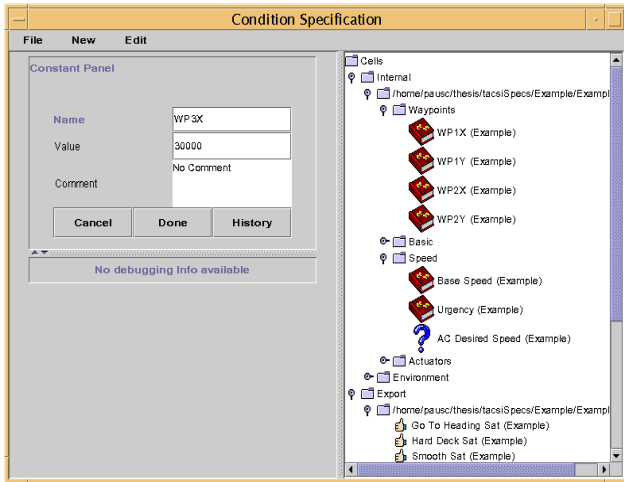 Condition Specification
File New Edit
Constant Panel
Name WP3X
Value 30000
Comment No Comment
Cancel Done History
No debugging Info available
Cells
Internal
/home/pausc/thesis/tacsiSpecs/Example/Exampl
Waypoints
WP1X (Example)
WP1Y (Example)
WP2X (Example)
WP2Y (Example)
Basic
Speed
Base Speed (Example)
Urgency (Example)
AC Desired Speed (Example)
Actuators
Environment
Export
/home/pausc/thesis/tacsiSpecs/Example/Exampl
Go To Heading Sat (Example)
Hard Deck Sat (Example)
Smooth Sat (Example)